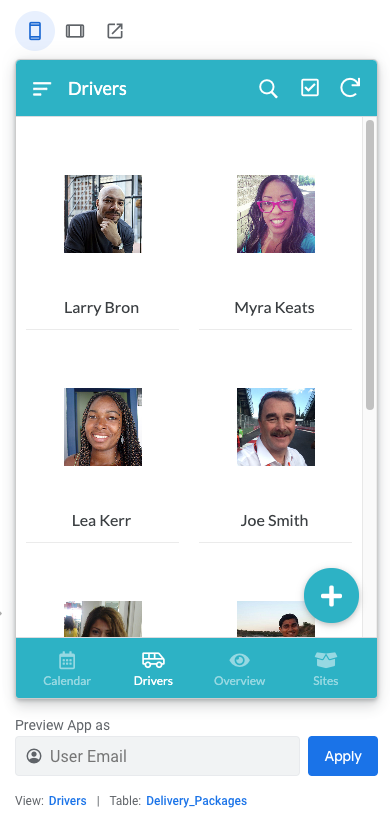 Drivers
Larry Bron
Myra Keats
Lea Kerr
Joe Smith
Calendar
Drivers
Overview
Sites
Preview App as
User Email
Apply
View: Drivers | Table: Delivery_Packages